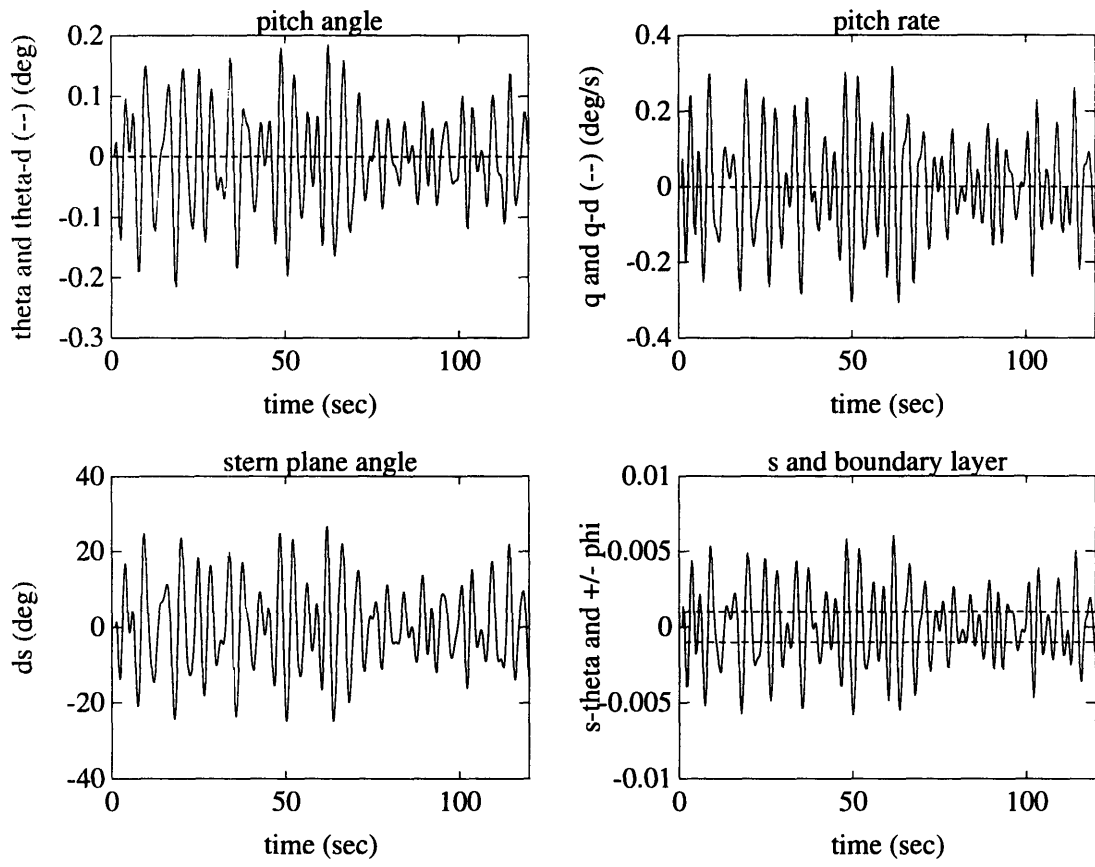 pitch angle
theta and theta-d (--) (deg)
0.2
0.1
0
-0.1
-0.2
-0.3
0
50
100
time (sec)
pitch rate
q and q-d (--) (deg/s)
0.4
0.2
0
-0.2
-0.4
0
50
100
time (sec)
stern plane angle
ds (deg)
40
20
0
-20
-40
0
50
100
time (sec)
s and boundary layer
s-theta and +/- phi
0.01
0.005
0
-0.005
-0.01
0
50
100
time (sec)